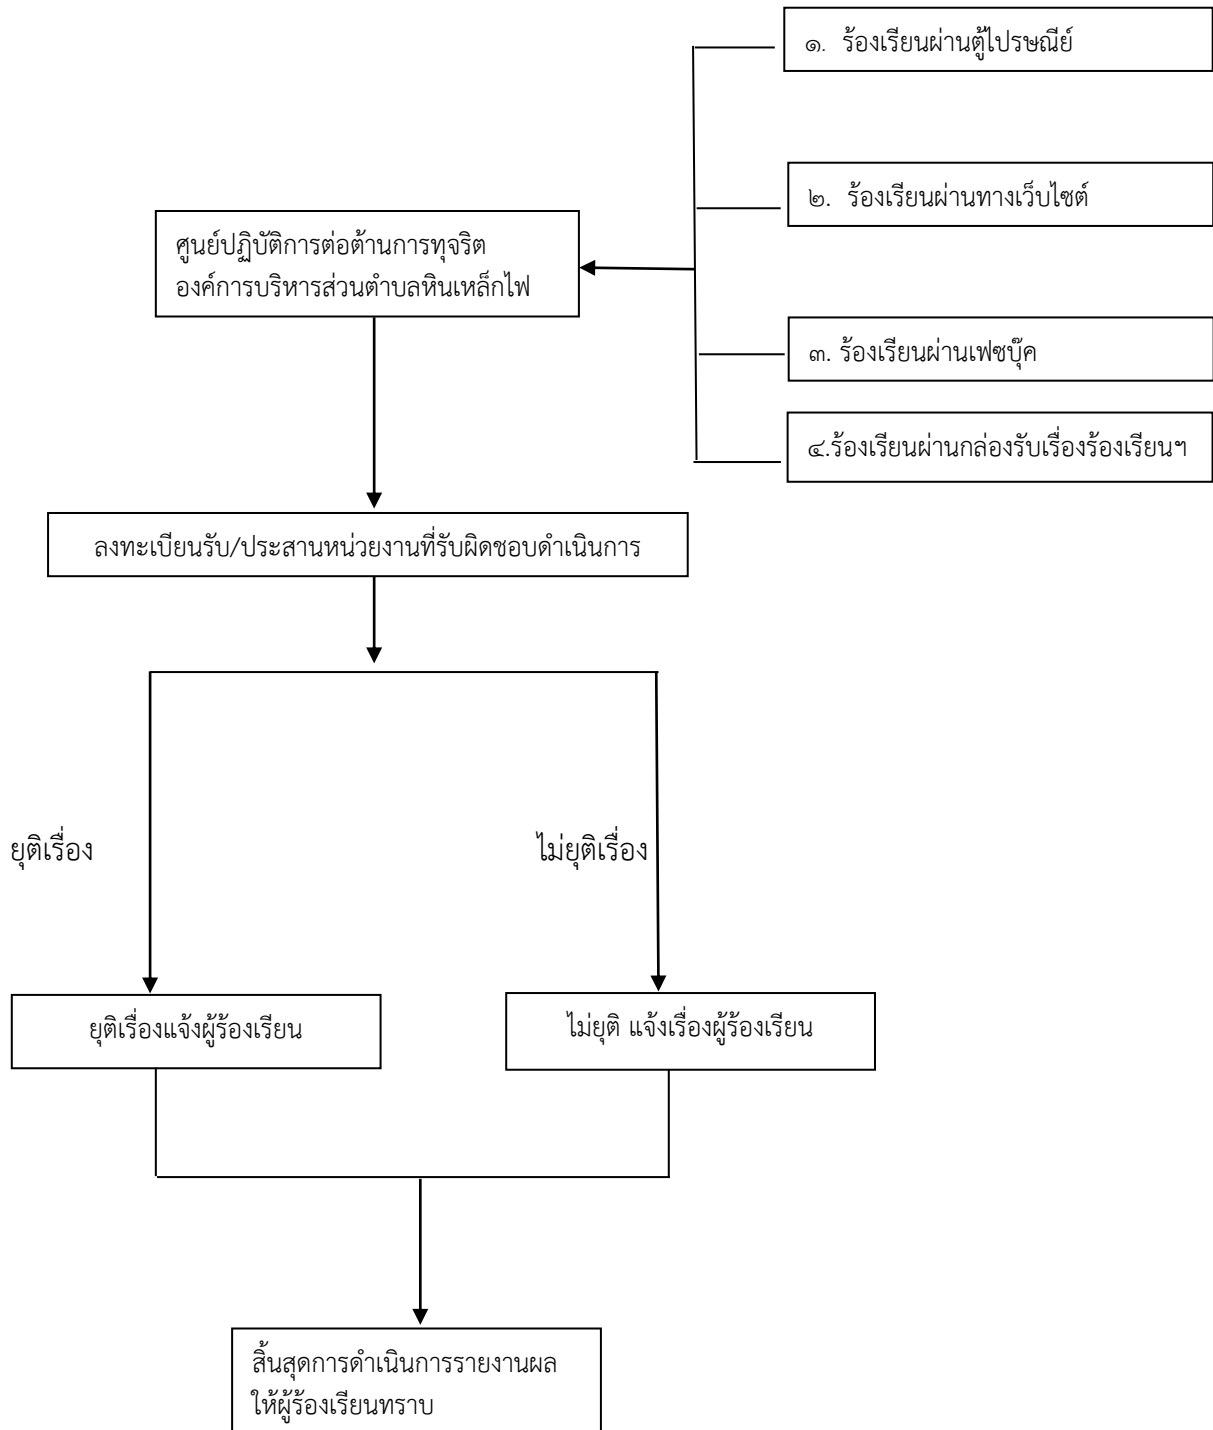 ๑. ร้องเรียนผ่านตู้ไปรษณีย์
๒. ร้องเรียนผ่านทางเว็บไซต์
ศูนย์ปฏิบัติการต่อต้านการทุจริต
องค์การบริหารส่วนตำบลหินเหล็กไฟ
๓. ร้องเรียนผ่านเฟซบุ๊ค
๔.ร้องเรียนผ่านกล่องรับเรื่องร้องเรียนฯ
ลงทะเบียนรับ/ประสานหน่วยงานที่รับผิดชอบดำเนินการ
ยุติเรื่อง
ไม่ยุติเรื่อง
ยุติเรื่องแจ้งผู้ร้องเรียน
ไม่ยุติ แจ้งเรื่องผู้ร้องเรียน
สิ้นสุดการดำเนินการรายงานผล
ให้ผู้ร้องเรียนทราบ